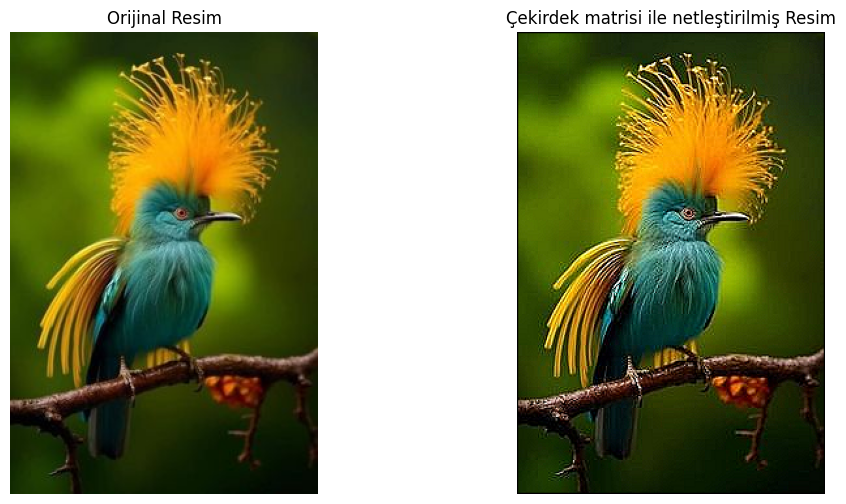 Orijinal Resim
Çekirdek matrisi ile netleştirilmiş Resim